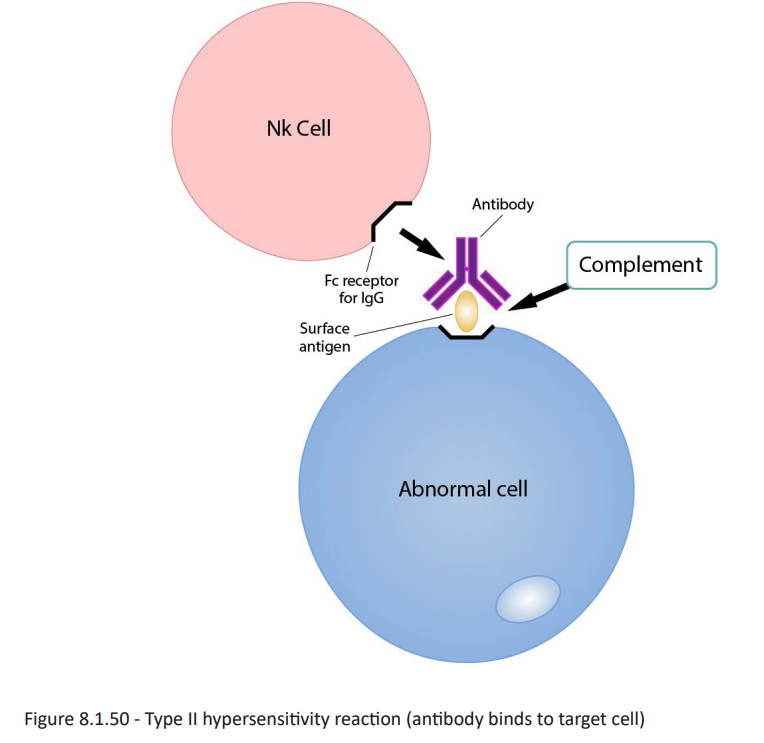 Nk Cell
Antibody
Complement
Fc receptor
for IgG
Surface
antigen
Abnormal cell
Figure 8.1.50 - Type II hypersensitivity reaction (antibody binds to target cell)